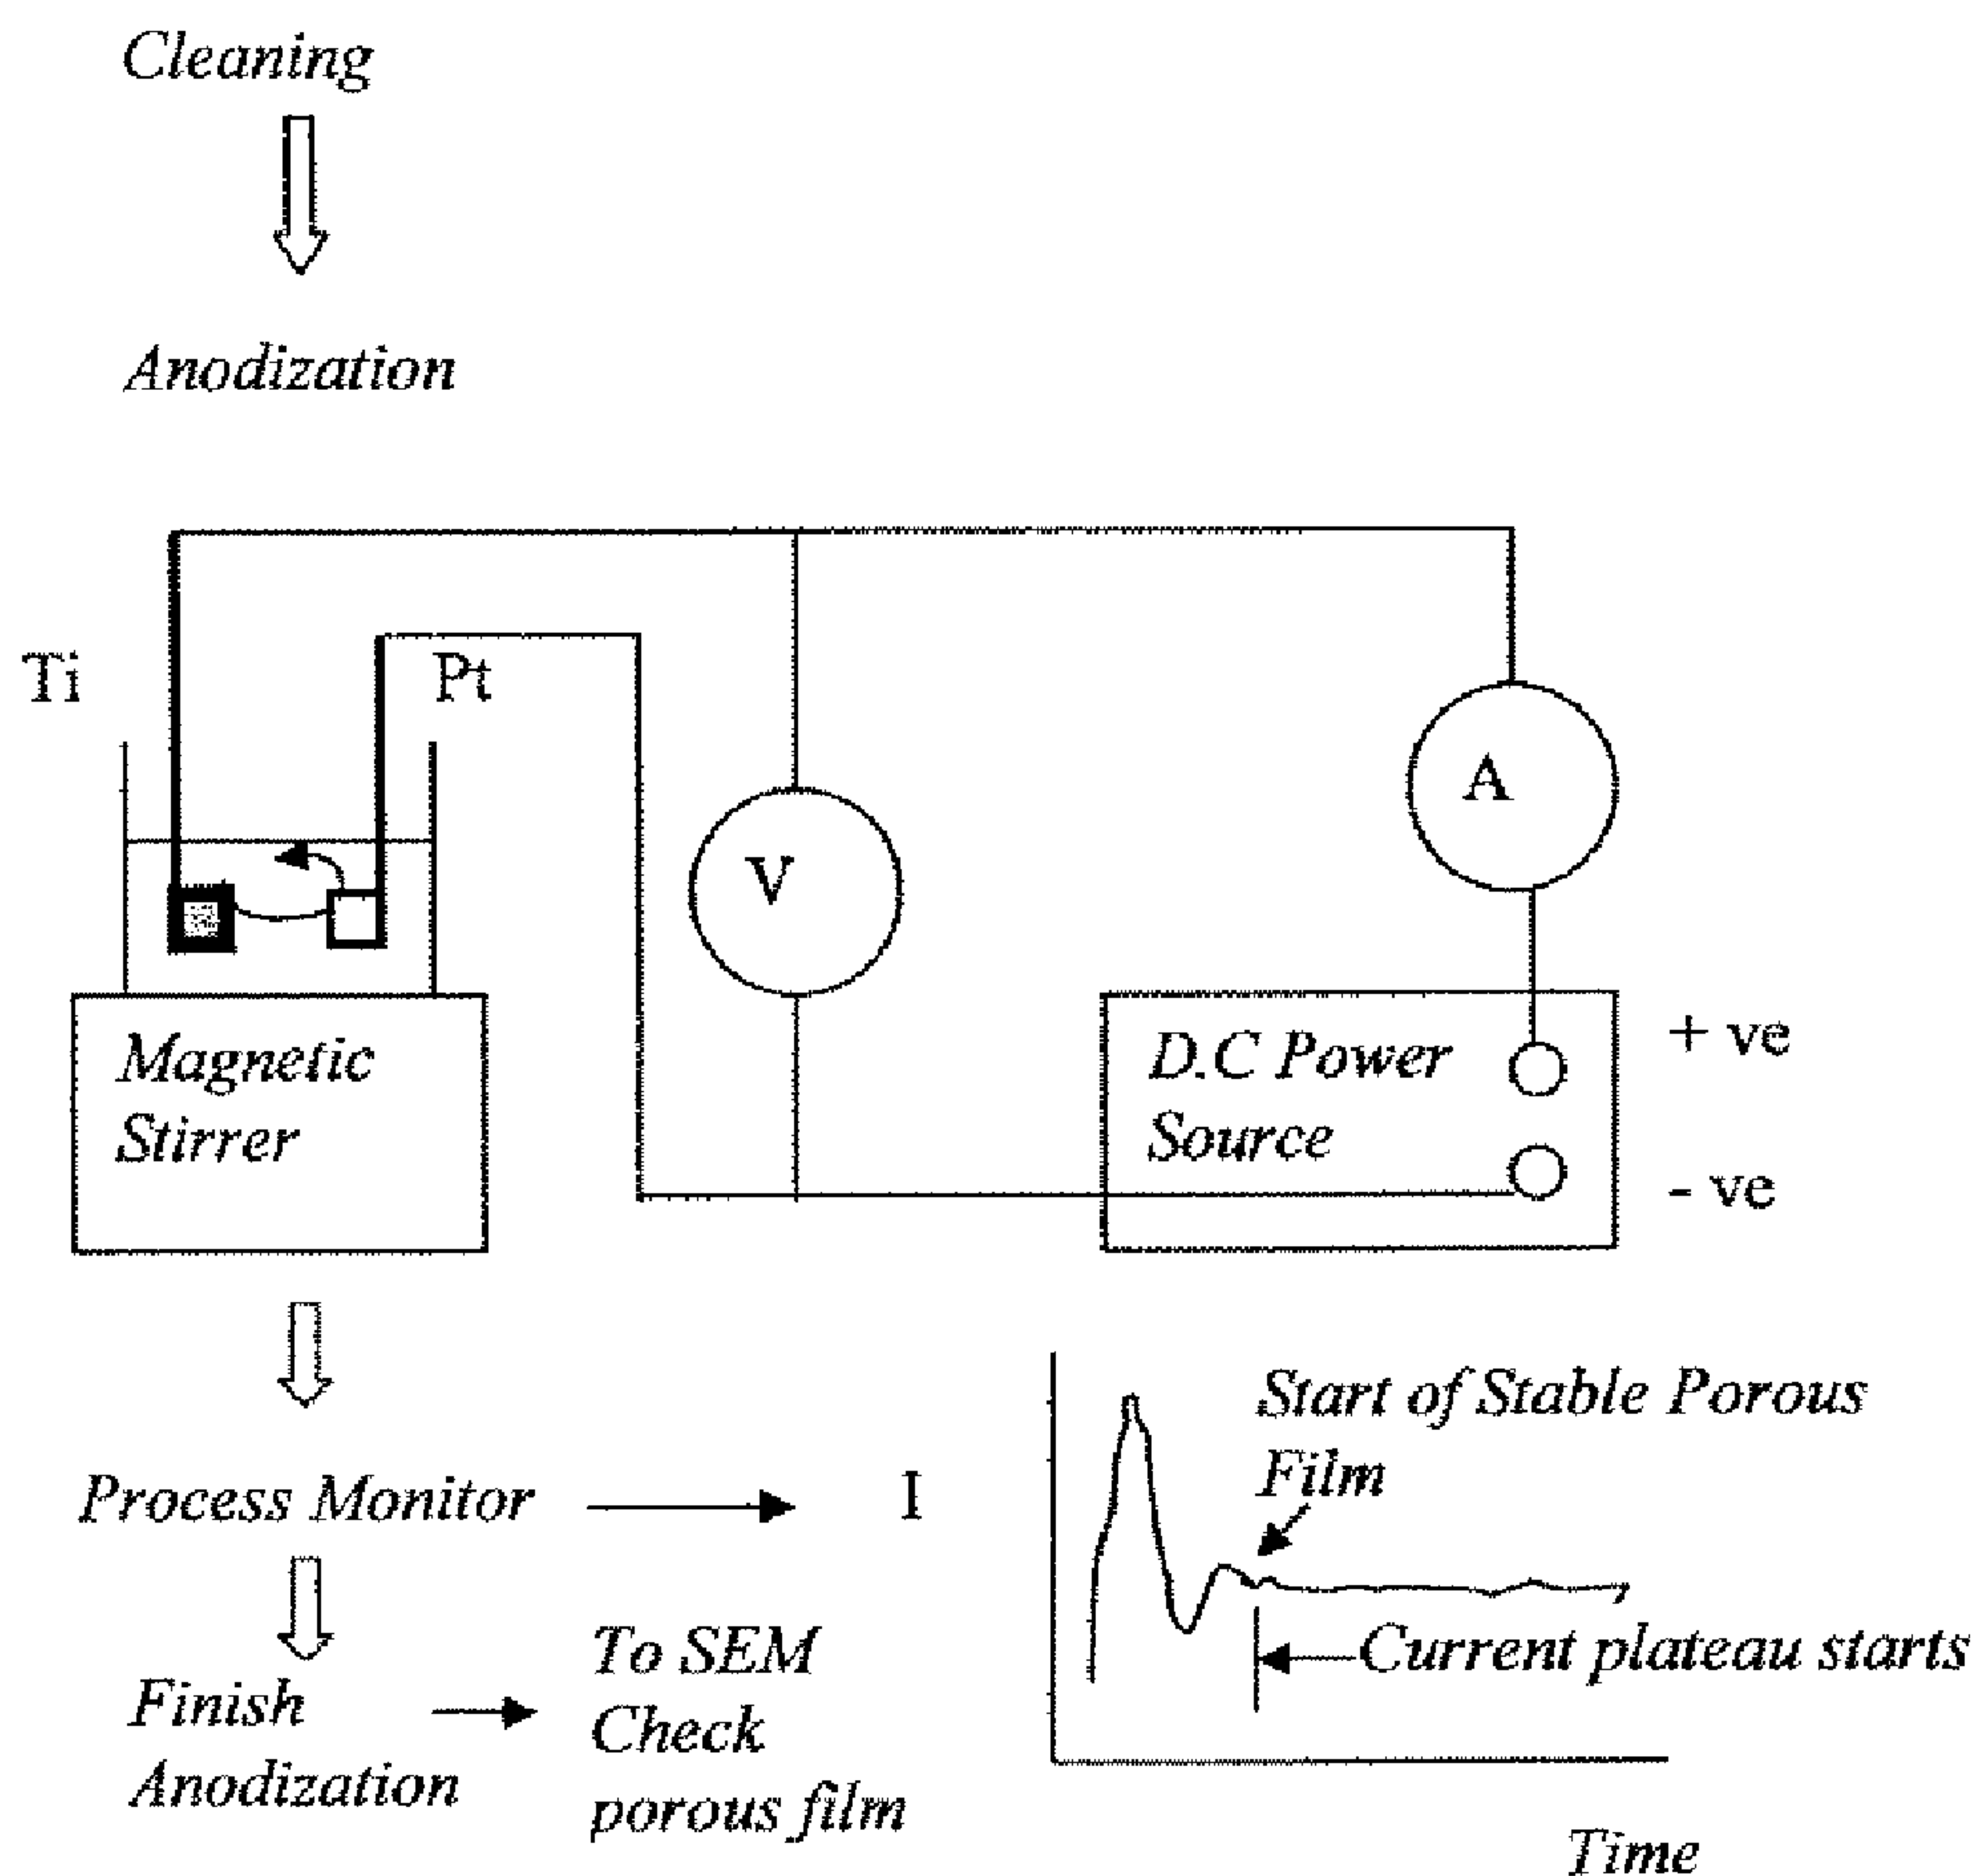 Cleaning
Anodization
Ti
Pt
V
A
Magnetic
Stirrer
D.C Power
Source
+ ve
- ve
Process Monitor
I
Start of Stable Porous
Film
Current plateau starts
Time
Finish
Anodization
To SEM
Check
porous film